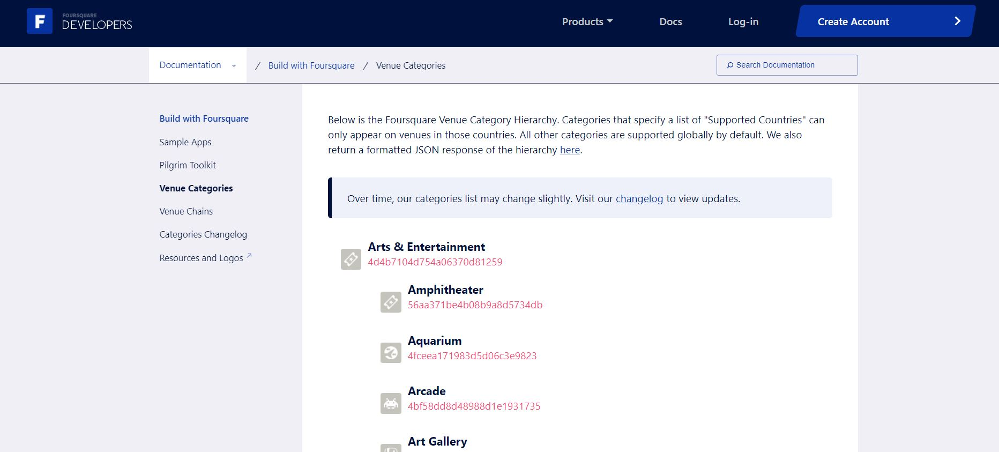 F
FOURSQUARE
DEVELOPERS
Products
Docs
Log-in
Create Account
Documentation / Build with Foursquare / Venue Categories
Search Documentation
Build with Foursquare
Sample Apps
Pilgrim Toolkit
Venue Categories
Venue Chains
Categories Changelog
Resources and Logos
Below is the Foursquare Venue Category Hierarchy. Categories that specify a list of "Supported Countries" can
only appear on venues in those countries. All other categories are supported globally by default. We also
return a formatted JSON response of the hierarchy here.
Over time, our categories list may change slightly. Visit our changelog to view updates.
Arts & Entertainment
4d4b7104d754a06370d81259
Amphitheater
56aa371be4b08b9a8d5734db
Aquarium
4fceea171983d5d06c3e9823
Arcade
4bf58dd8d48988d1e1931735
Art Gallery